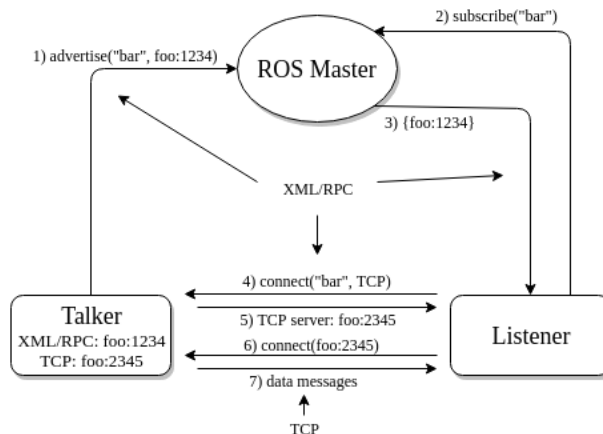 2) subscribe("bar")
1) advertise("bar", foo:1234)
ROS Master
3) {foo:1234}
XML/RPC
4) connect("bar", TCP)
5) TCP server: foo:2345
6) connect(foo:2345)
7) data messages
TCP
Talker
XML/RPC: foo:1234
TCP: foo:2345
Listener